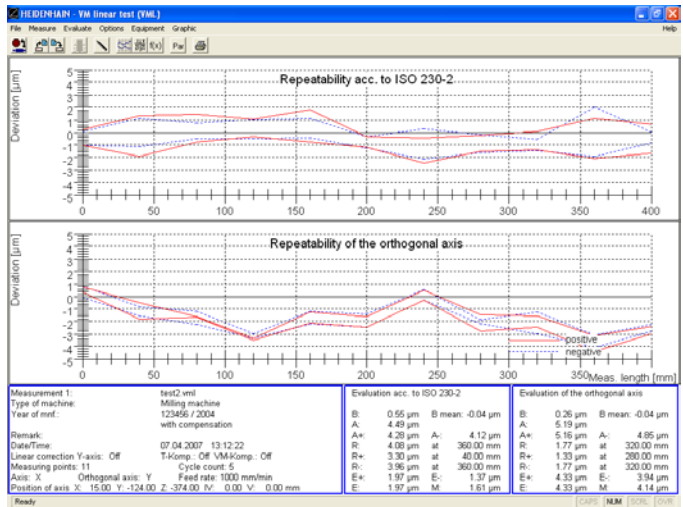 HEIDENHAIN - VM linear test (VML)
File Measure Evaluate Options Equipment Graphic Help
f(x) Par
Repeatability acc. to ISO 230-2
Deviation [µm]
5
4
3
2
1
0
-1
-2
-3
-4
-5
0 50 100 150 200 250 300 350 400
Repeatability of the orthogonal axis
Deviation [µm]
5
4
3
2
1
0
-1
-2
-3
-4
-5
positive
negative
0 50 100 150 200 250 300 350 Meas. length [mm]
Measurement 1: test2.vml
Type of machine: Milling machine
Year of mnf.: 123456 / 2004
with compensation
Remark:
Date/Time: 07.04.2007 13:12:22
Linear correction Y-axis: Off T-Komp.: Off VM-Komp.: Off
Measuring points: 11 Cycle count: 5
Axis: X Orthogonal axis: Y Feed rate: 1000 mm/min
Position of axis X: 15.00 Y: -124.00 Z: -374.00 IV: 0.00 V: 0.00 mm
Evaluation acc. to ISO 230-2
B: 0.55 µm B mean: -0.04 µm
A: 4.49 µm
A+: 4.28 µm A-: 4.12 µm
R: 4.08 µm at 360.00 mm
R+: 3.30 µm at 40.00 mm
R-: 3.96 µm at 360.00 mm
E+: 1.97 µm E-: 1.37 µm
E: 1.97 µm M: 1.61 µm
Evaluation of the orthogonal axis
B: 0.26 µm B mean: -0.04 µm
A: 5.19 µm
A+: 5.16 µm A-: 4.85 µm
R: 1.77 µm at 320.00 mm
R+: 1.33 µm at 280.00 mm
R-: 1.77 µm at 320.00 mm
E+: 4.33 µm E-: 3.94 µm
E: 4.33 µm M: 4.14 µm
Ready CAPS NUM SCRL OVR